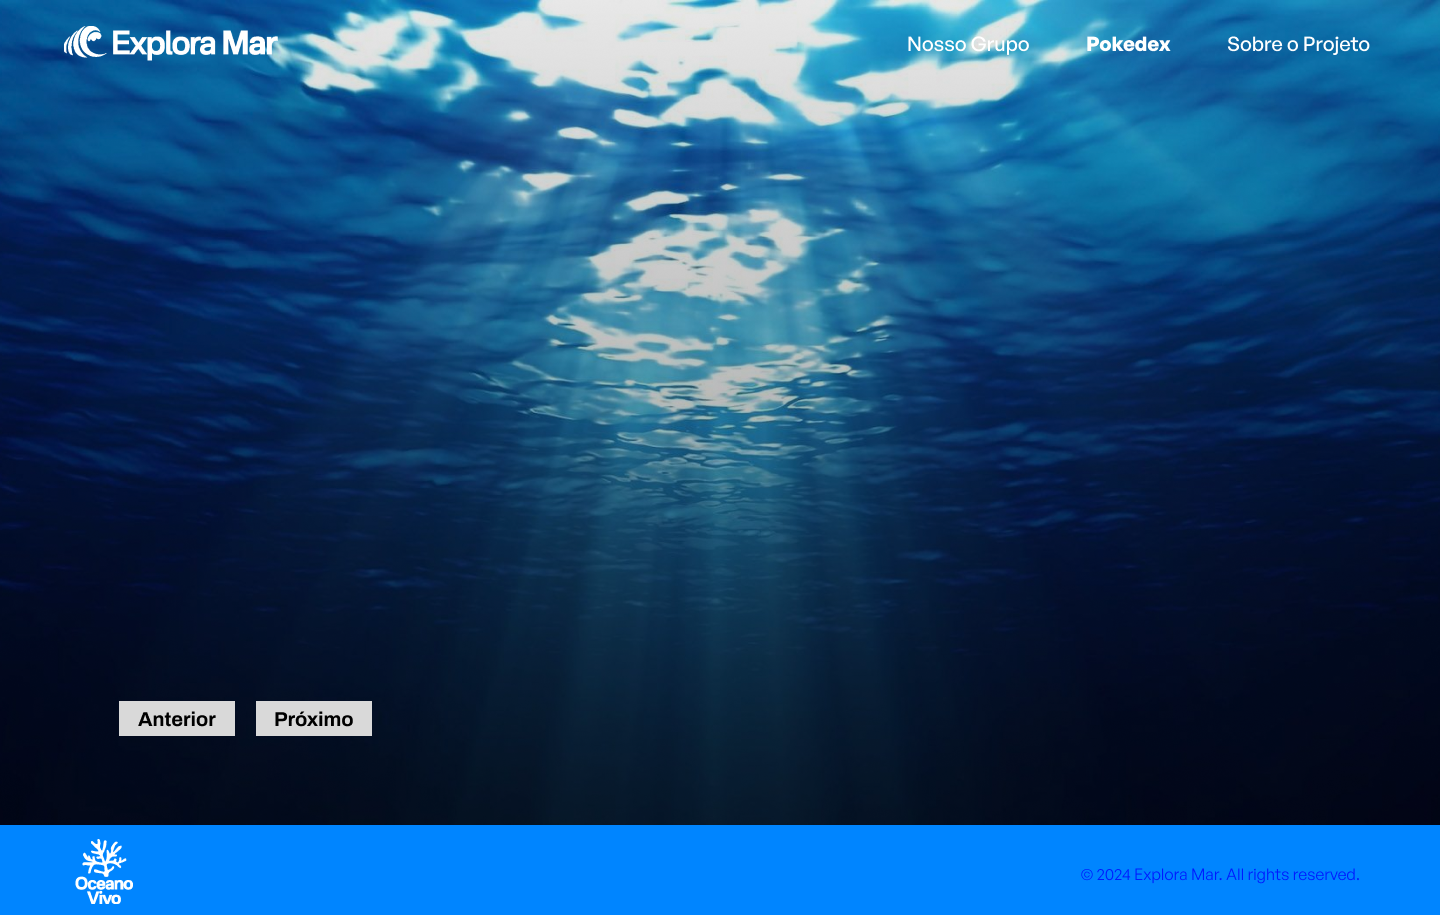 Explora Mar
Nosso Grupo
Pokedex
Sobre o Projeto
Anterior
Próximo
Oceano
Vivo
© 2024 Explora Mar. All rights reserved.